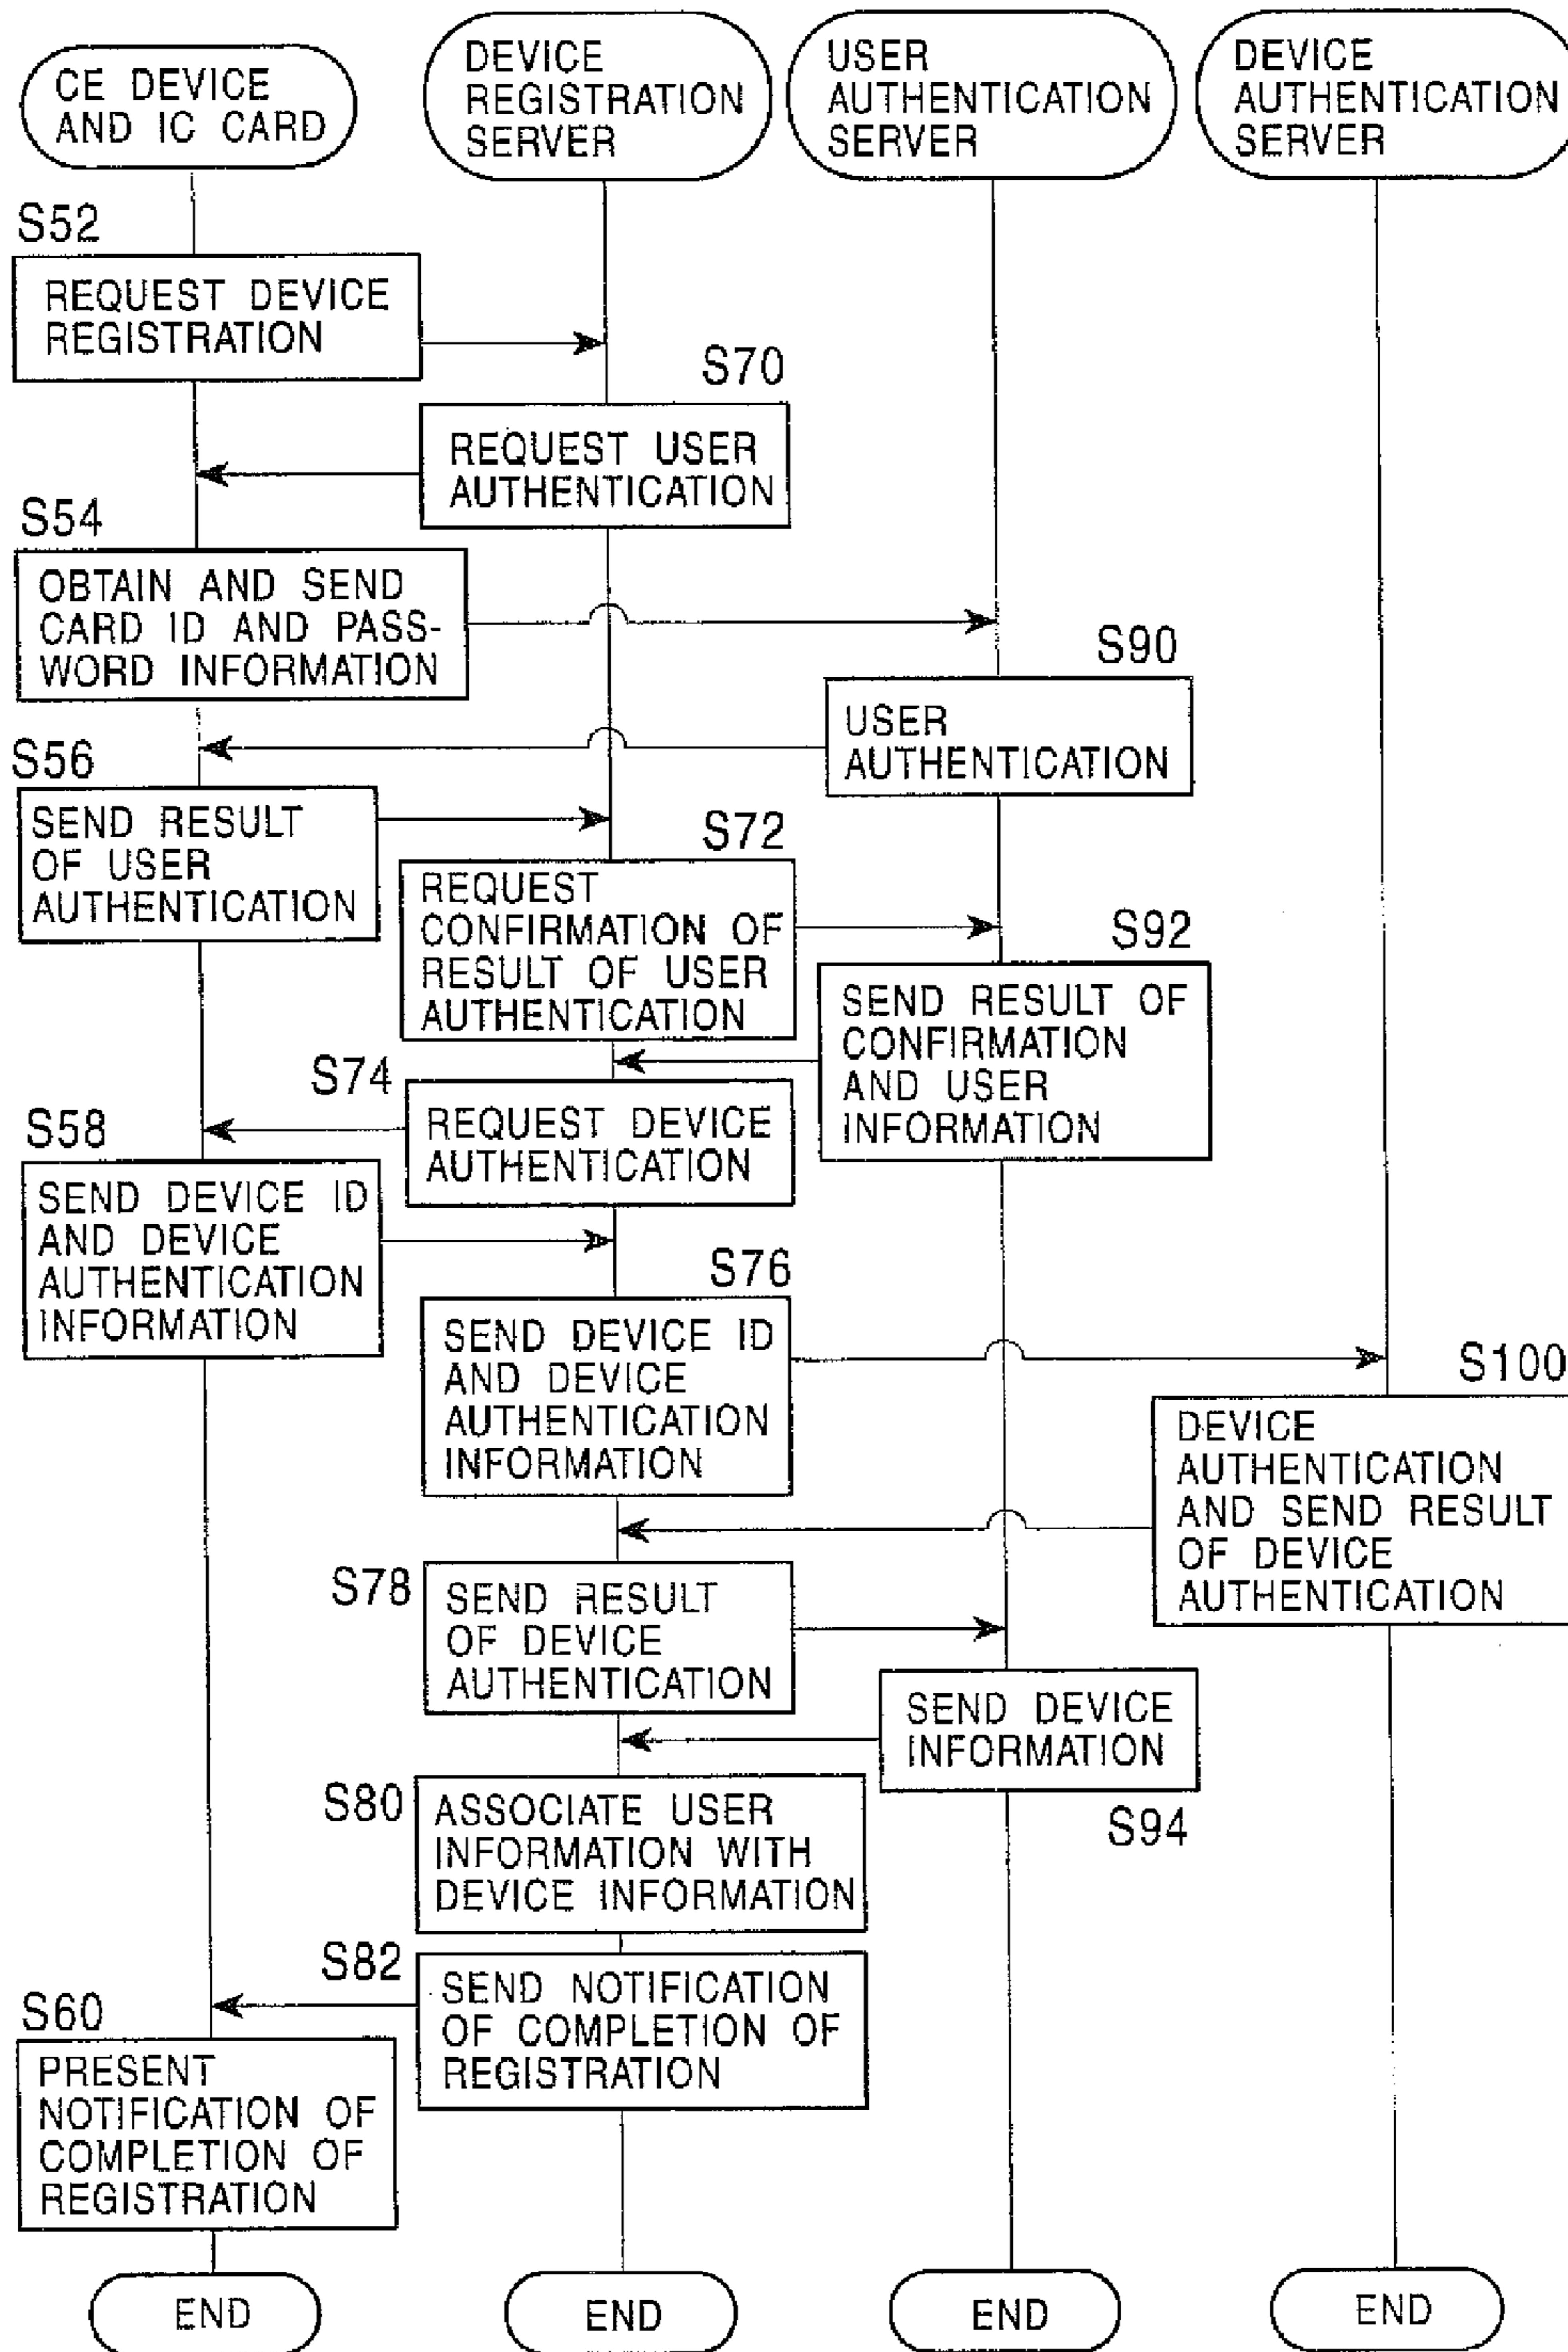 CE DEVICE
AND IC CARD
DEVICE
REGISTRATION
SERVER
USER
AUTHENTICATION
SERVER
DEVICE
AUTHENTICATION
SERVER
S52
REQUEST DEVICE
REGISTRATION
S70
REQUEST USER
AUTHENTICATION
S54
OBTAIN AND SEND
CARD ID AND PASS-
WORD INFORMATION
S90
USER
AUTHENTICATION
S56
SEND RESULT
OF USER
AUTHENTICATION
S72
REQUEST
CONFIRMATION OF
RESULT OF USER
AUTHENTICATION
S92
SEND RESULT OF
CONFIRMATION
AND USER
INFORMATION
S74
REQUEST DEVICE
AUTHENTICATION
S58
SEND DEVICE ID
AND DEVICE
AUTHENTICATION
INFORMATION
S76
SEND DEVICE ID
AND DEVICE
AUTHENTICATION
INFORMATION
S100
DEVICE
AUTHENTICATION
AND SEND RESULT
OF DEVICE
AUTHENTICATION
S78
SEND RESULT
OF DEVICE
AUTHENTICATION
SEND DEVICE
INFORMATION
S94
S80
ASSOCIATE USER
INFORMATION WITH
DEVICE INFORMATION
S82
SEND NOTIFICATION
OF COMPLETION OF
REGISTRATION
S60
PRESENT
NOTIFICATION OF
COMPLETION OF
REGISTRATION
END
END
END
END